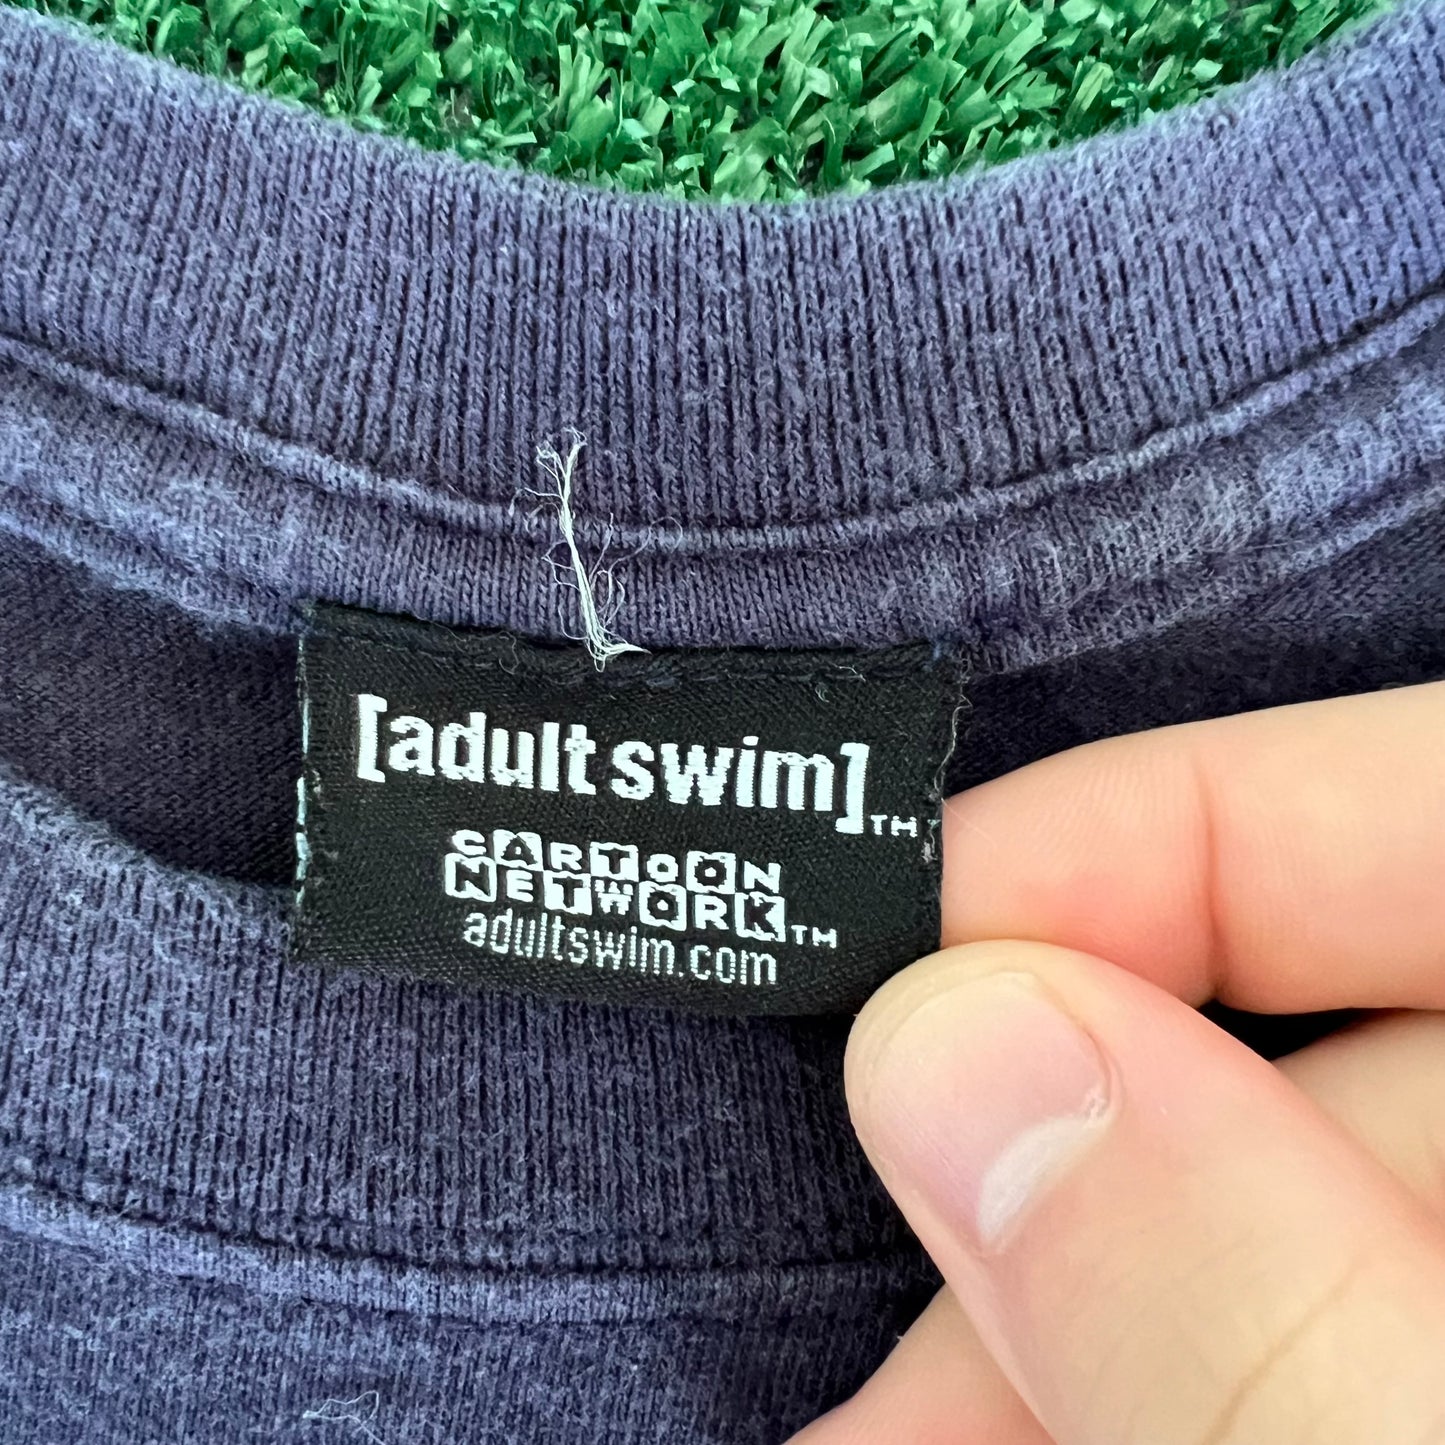 [adult swim]™
CARTOON
NETWORK™
adultswim.com